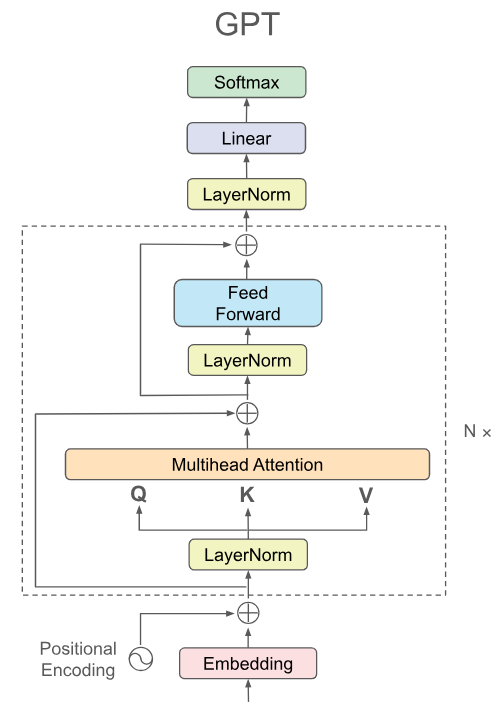 GPT
Softmax
Linear
LayerNorm
Feed
Forward
LayerNorm
N ×
Multihead Attention
Q K V
LayerNorm
Positional
Encoding
Embedding